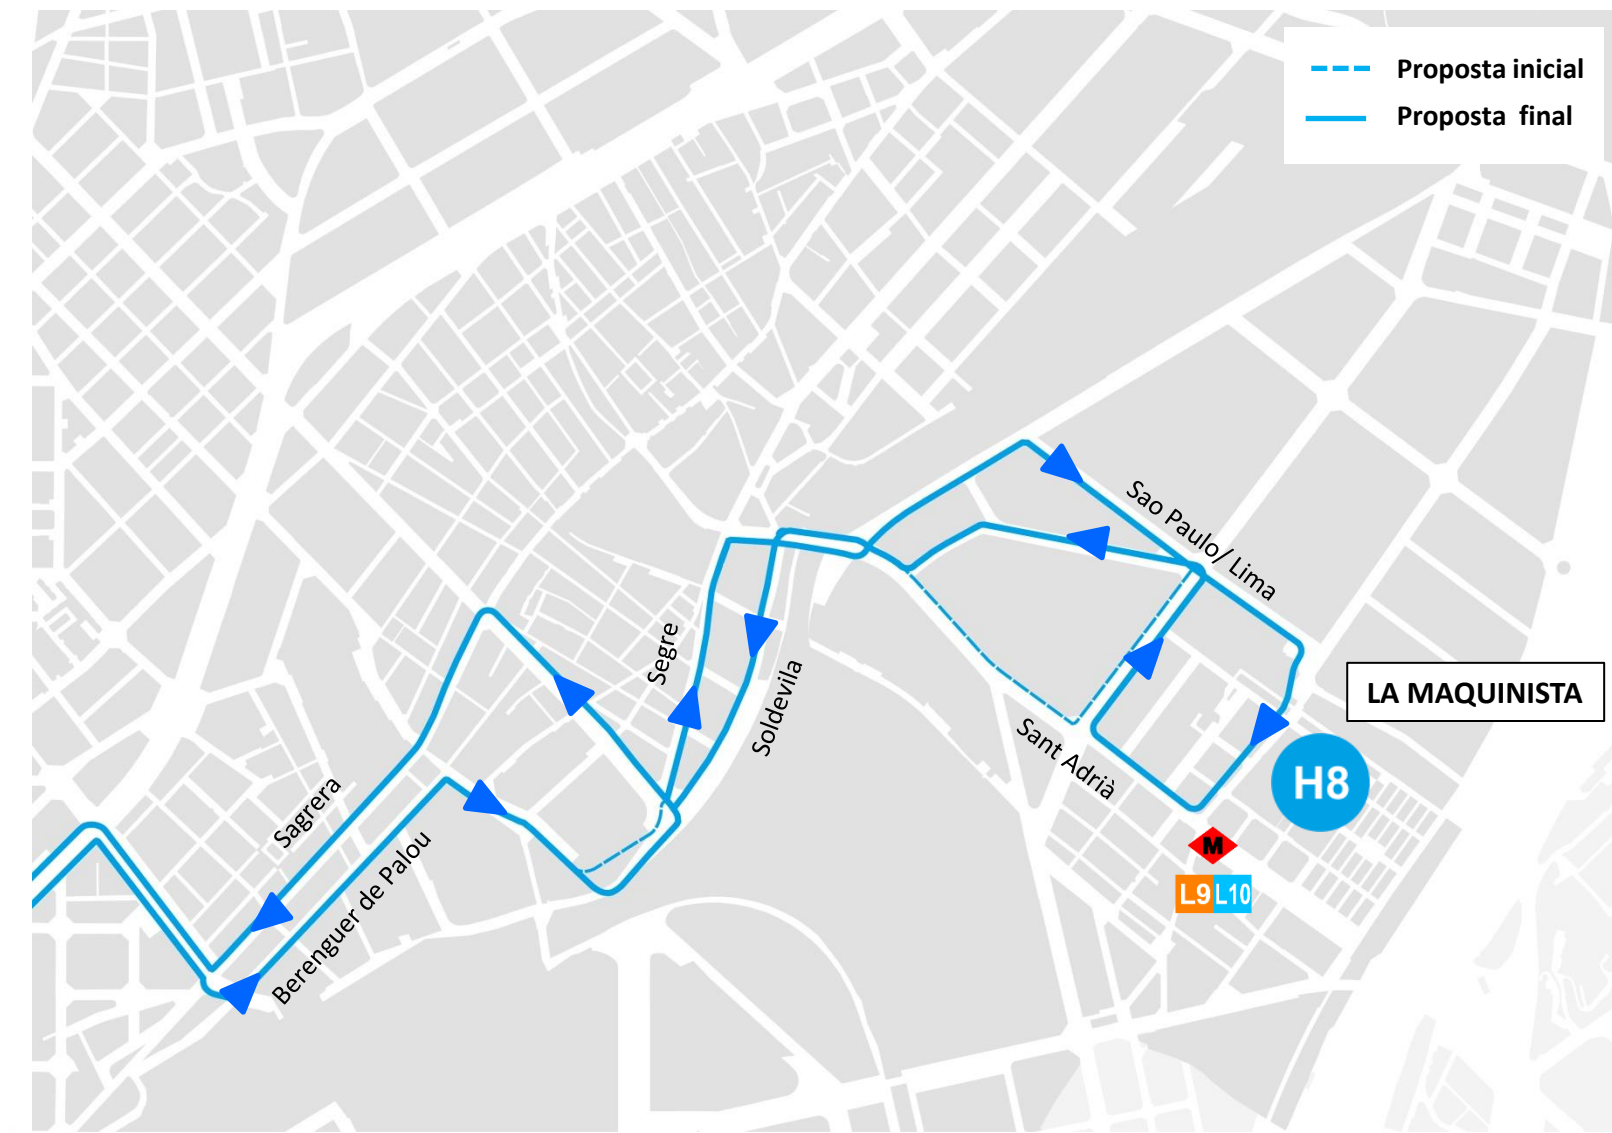 Proposta inicial
Proposta final
Sao Paulo/ Lima
Segre
Soldevila
LA MAQUINISTA
Sant Adrià
H8
Sagrera
Berenguer de Palou
M
L9 L10